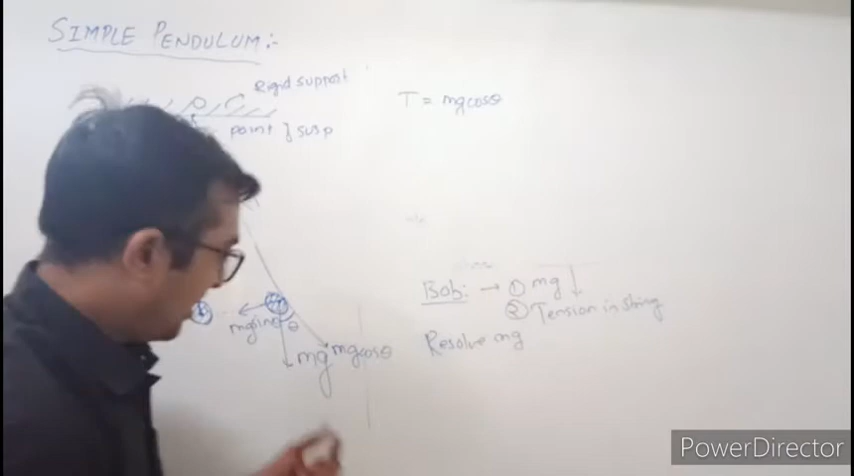 SIMPLE PENDULUM:-
Rigid support
point of susp
T = mg cosθ
Bob: → ① mg ↓
② Tension in string
Resolve mg
mg sinθ
θ
mg
mg cosθ
PowerDirector